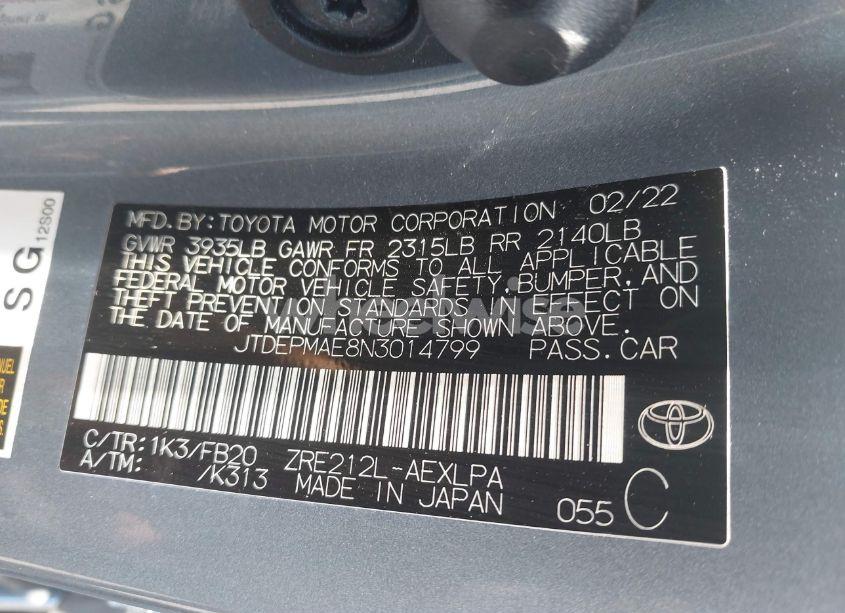 MFD.BY:TOYOTA MOTOR CORPORATION 02/22
GVWR 3935LB GAWR FR 2315LB RR 2140LB
THIS VEHICLE CONFORMS TO ALL APPLICABLE
FEDERAL MOTOR VEHICLE SAFETY,BUMPER,AND
THEFT PREVENTION STANDARDS IN EFFECT ON
THE DATE OF MANUFACTURE SHOWN ABOVE.
JTDEPMAE8N3014799 PASS.CAR
C/TR:1K3/FB20 ZRE212L-AEXLPA
A/TM: /K313 MADE IN JAPAN 055 C
SG 12S00